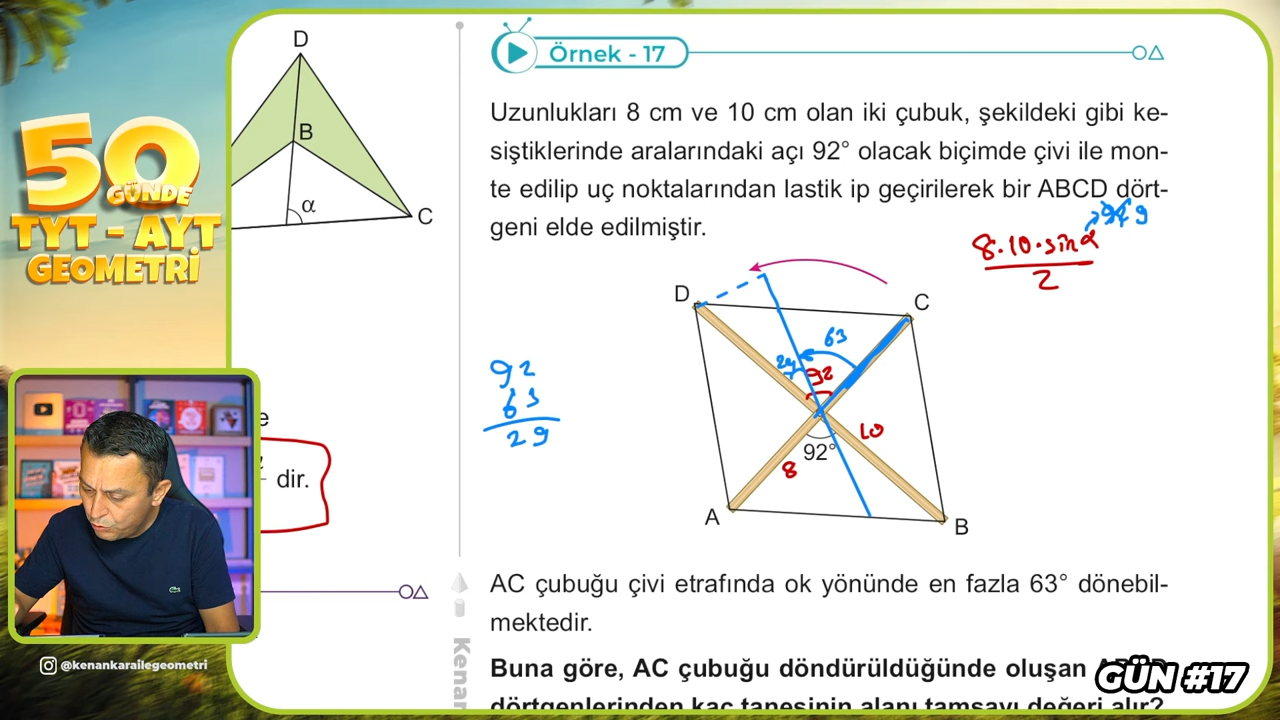 50
GÜNDE
TYT - AYT
GEOMETRİ
D
B
α
C
e
dir.
@kenankarailegeometri
Kenan
Örnek - 17
Uzunlukları 8 cm ve 10 cm olan iki çubuk, şekildeki gibi ke-
siştiklerinde aralarındaki açı 92° olacak biçimde çivi ile mon-
te edilip uç noktalarından lastik ip geçirilerek bir ABCD dört-
geni elde edilmiştir.
8.10.sinα
2
D
C
63
29
92
92
63
29
10
92°
8
A
B
AC çubuğu çivi etrafında ok yönünde en fazla 63° dönebil-
mektedir.
Buna göre, AC çubuğu döndürüldüğünde oluşan
dörtgenlerinden kaç tanesinin alanı tamsayı değeri alır?
GÜN #17